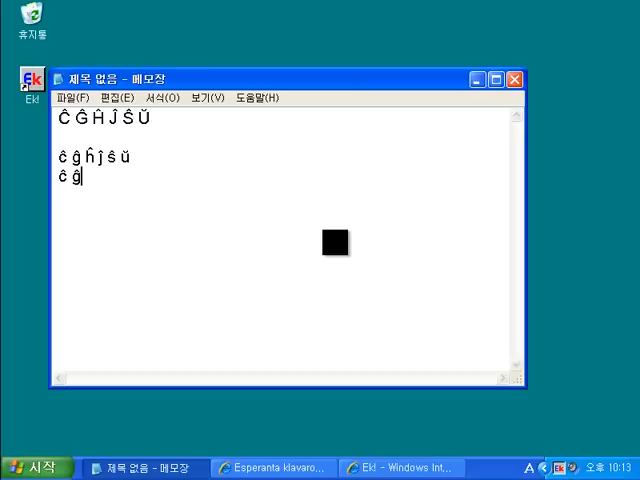 휴지통
Ek
Ek!
제목 없음 - 메모장
파일(F) 편집(E) 서식(O) 보기(V) 도움말(H)
Ĉ Ĝ Ĥ Ĵ Ŝ Ŭ
ĉ ĝ ĥ ĵ ŝ ŭ
ĉ ĝ
시작 제목 없음 - 메모장 Esperanta klavaro... Ek! - Windows Int... A Ek 오후 10:13